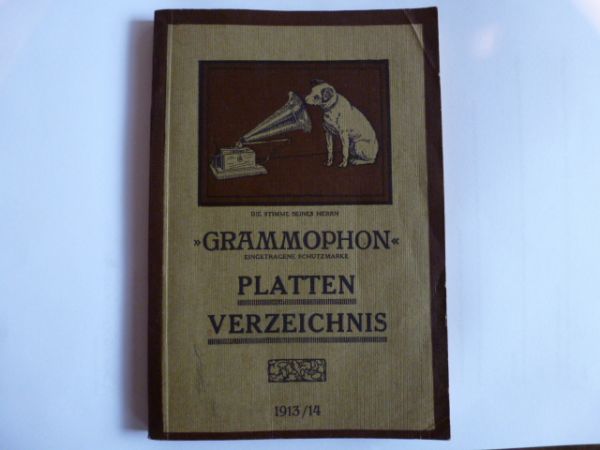 DIE STIMME SEINES HERRN
»GRAMMOPHON«
EINGETRAGENE SCHUTZMARKE
PLATTEN
VERZEICHNIS
1913/14